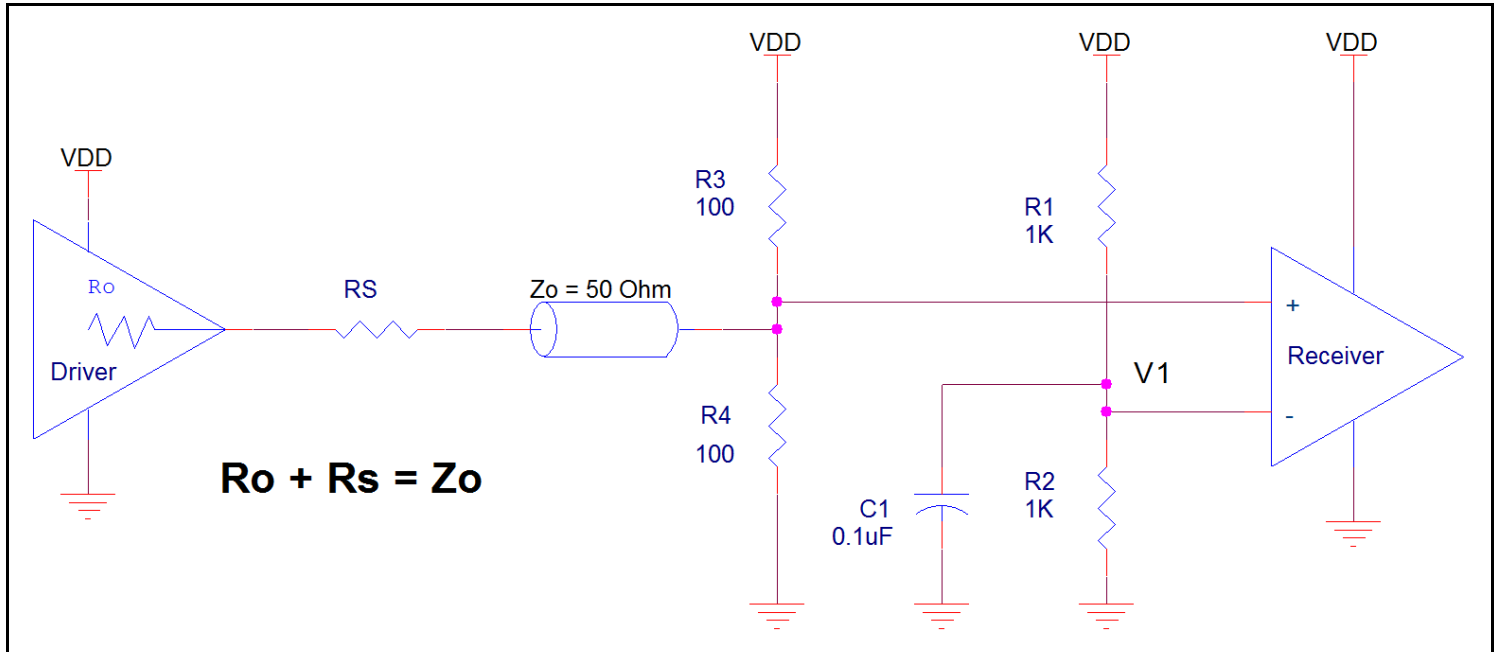 VDD
Ro
Driver
RS
Zo = 50 Ohm
Ro + Rs = Zo
VDD
R3
100
R4
100
VDD
R1
1K
V1
C1
0.1uF
R2
1K
VDD
+
Receiver
-